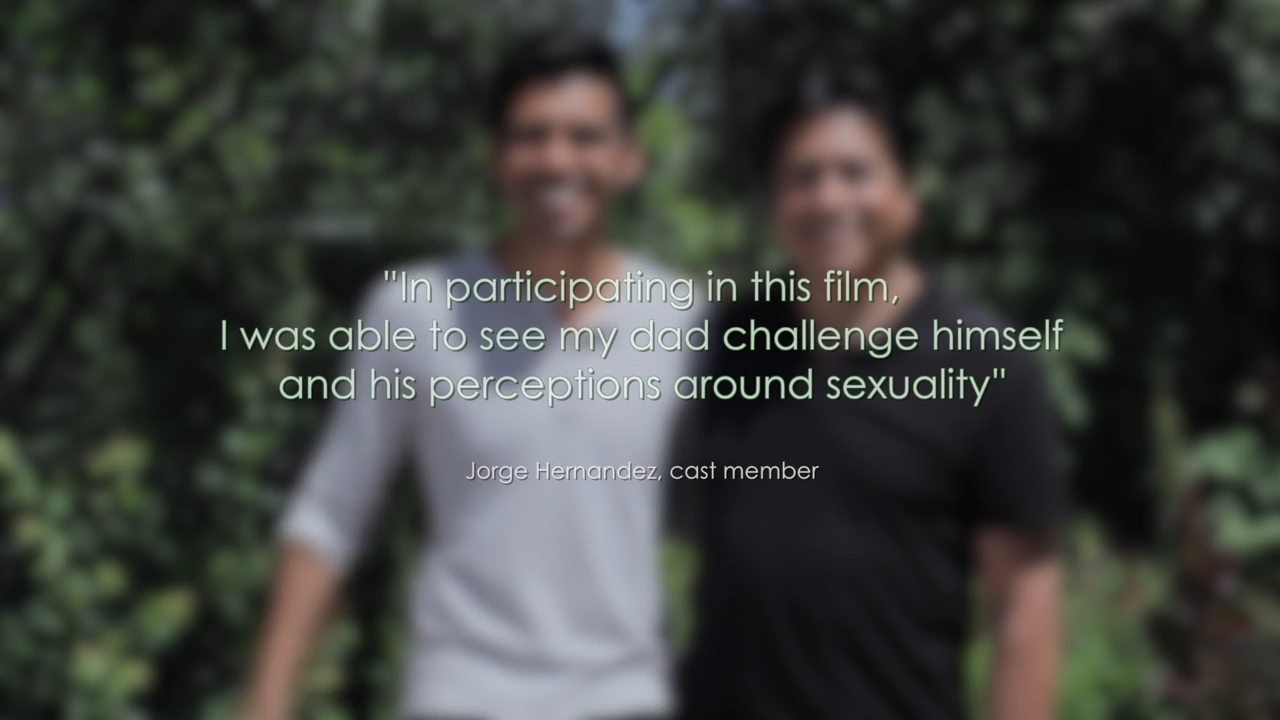 "In participating in this film,
I was able to see my dad challenge himself
and his perceptions around sexuality"
Jorge Hernandez, cast member